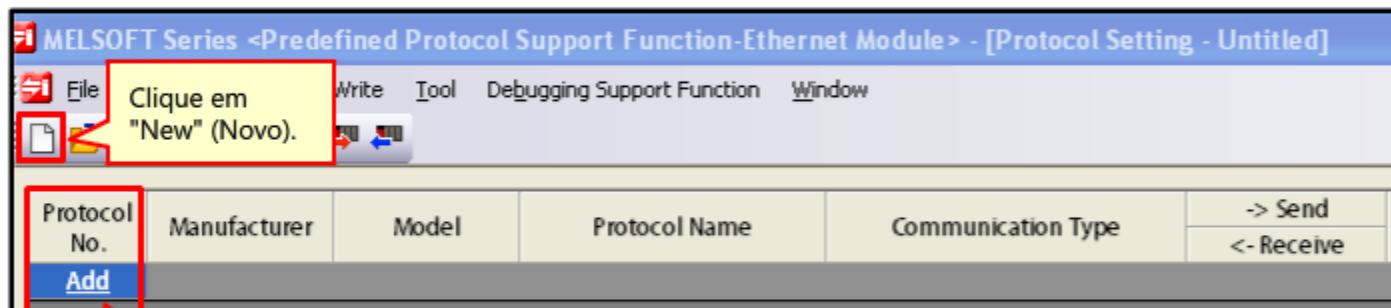 MELSOFT Series <Predefined Protocol Support Function-Ethernet Module> - [Protocol Setting - Untitled]
File Write Tool Debugging Support Function Window
Clique em
"New" (Novo).
Protocol No. Manufacturer Model Protocol Name Communication Type -> Send
<- Receive
Add